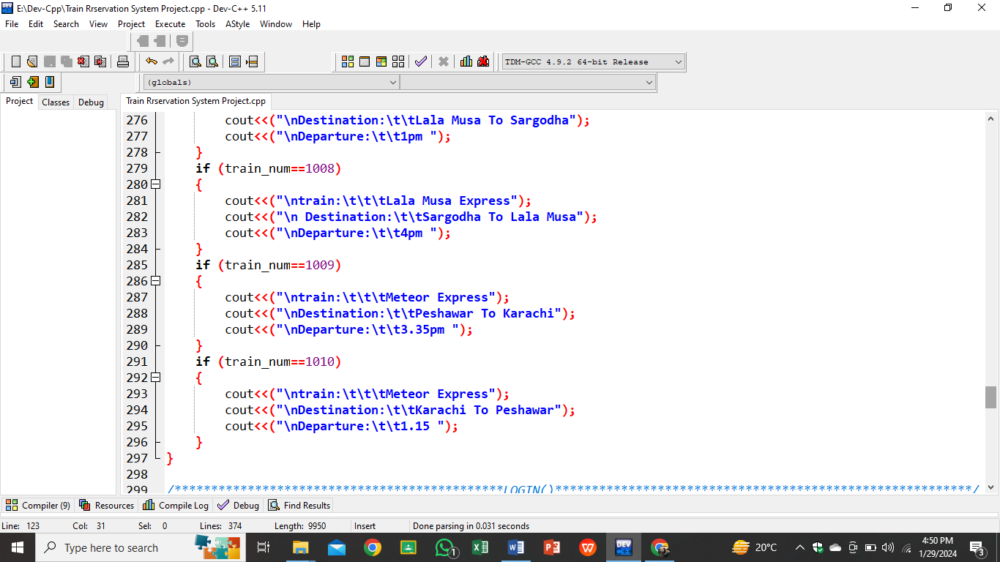 E:\Dev-Cpp\Train Rrservation System Project.cpp - Dev-C++ 5.11
File Edit Search View Project Execute Tools AStyle Window Help
TDM-GCC 4.9.2 64-bit Release
(globals)
Project Classes Debug
Train Rrservation System Project.cpp
276 cout<<("\nDestination:\t\tLala Musa To Sargodha");
277 cout<<("\nDeparture:\t\t1pm ");
278 }
279 if (train_num==1008)
280 {
281 cout<<("\ntrain:\t\t\tLala Musa Express");
282 cout<<("\n Destination:\t\tSargodha To Lala Musa");
283 cout<<("\nDeparture:\t\t4pm ");
284 }
285 if (train_num==1009)
286 {
287 cout<<("\ntrain:\t\t\tMeteor Express");
288 cout<<("\nDestination:\t\tPeshawar To Karachi");
289 cout<<("\nDeparture:\t\t3.35pm ");
290 }
291 if (train_num==1010)
292 {
293 cout<<("\ntrain:\t\t\tMeteor Express");
294 cout<<("\nDestination:\t\tKarachi To Peshawar");
295 cout<<("\nDeparture:\t\t1.15 ");
296 }
297 }
298
299 /*********************************************LOGIN()*********************************************************/
Compiler (9) Resources Compile Log Debug Find Results
Line: 123 Col: 31 Sel: 0 Lines: 374 Length: 9950 Insert Done parsing in 0.031 seconds
Type here to search
20°C
4:50 PM
1/29/2024
3